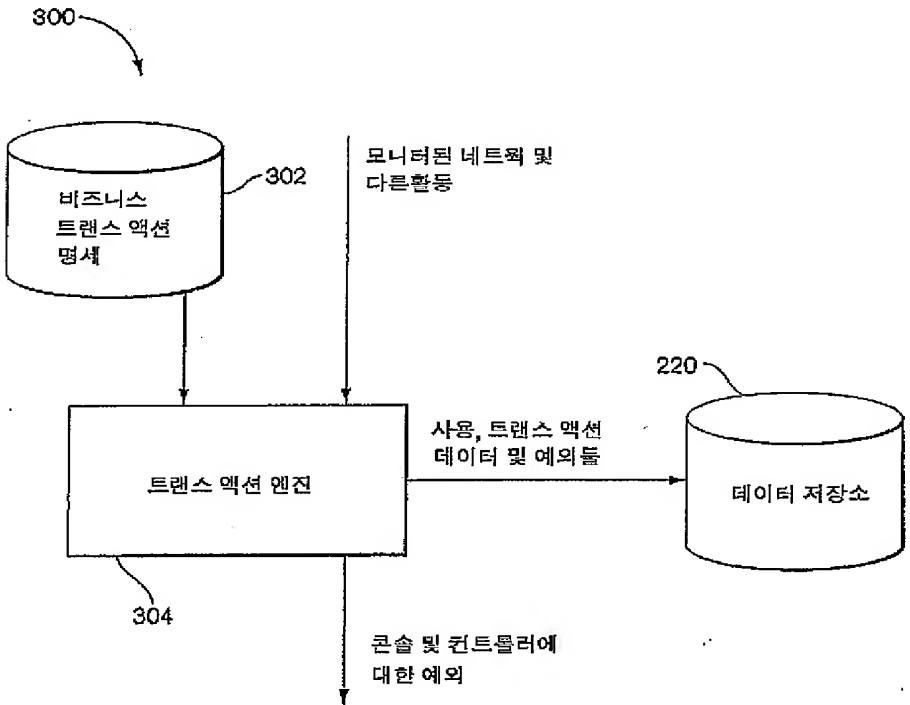 300
302
비즈니스
트랜스 액션
명세
모니터된 네트웍 및
다른활동
220
사용, 트랜스 액션
데이터 및 예외들
트랜스 액션 엔진
데이터 저장소
304
콘솔 및 컨트롤러에
대한 예외